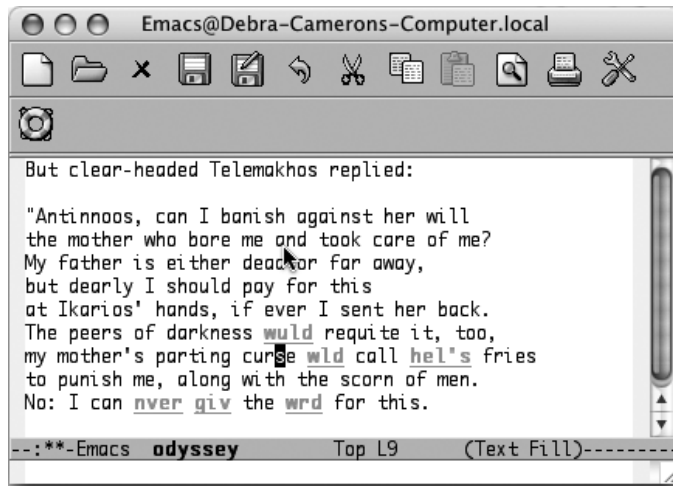 Emacs@Debra-Camerons-Computer.local
But clear-headed Telemakhos replied:
"Antinnoos, can I banish against her will
the mother who bore me and took care of me?
My father is either dead or far away,
but dearly I should pay for this
at Ikarios' hands, if ever I sent her back.
The peers of darkness wuld requite it, too,
my mother's parting curse wld call hel's fries
to punish me, along with the scorn of men.
No: I can nver giv the wrd for this.
--:**-Emacs odyssey Top L9 (Text Fill)---------